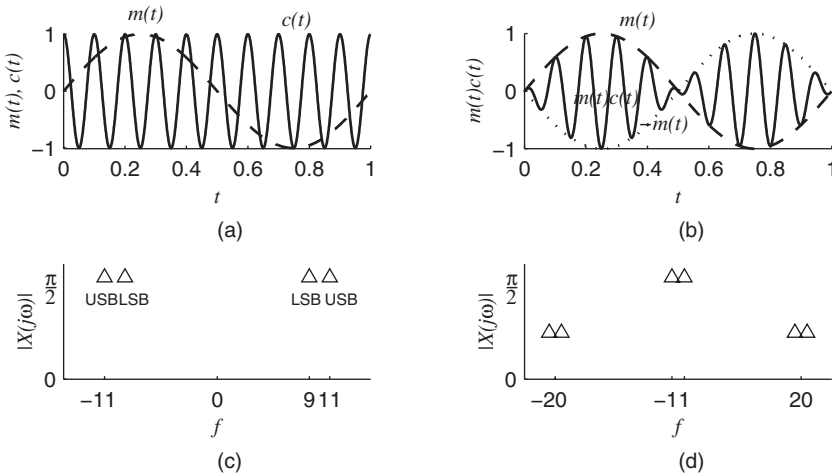 m(t)
c(t)
m(t), c(t)
1
0
−1
0
0.2
0.4
0.6
0.8
1
t
(a)
m(t)
m(t)c(t)
1
0
−1
m(t)c(t)
−m(t)
0
0.2
0.4
0.6
0.8
1
t
(b)
|X(jω)|
π
2
0
USB LSB
LSB USB
−11
0
9 11
f
(c)
|X(jω)|
π
2
0
−20
−11
20
f
(d)